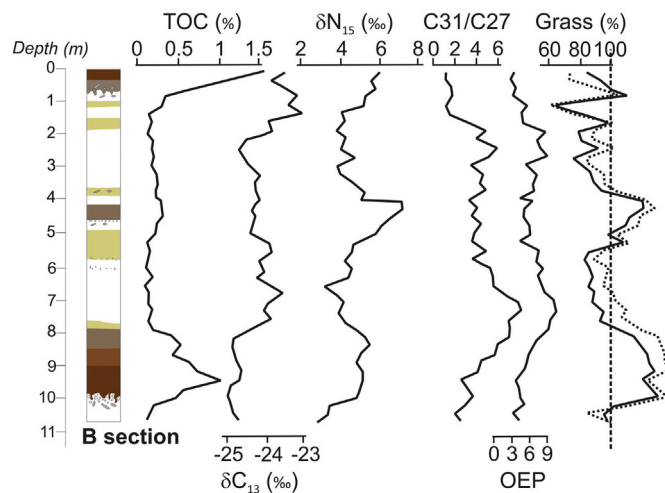 TOC (%) δN15 (‰) C31/C27 Grass (%)
Depth (m) 0 0.5 1 1.5 2 4 6 8 0 2 4 6 60 80 100
0
1
2
3
4
5
6
7
8
9
10
11
B section
-25 -24 -23 0 3 6 9
δC13 (‰) OEP